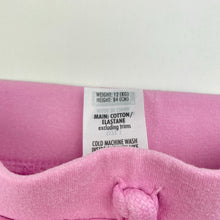 WEIGHT: 12 (KG)
HEIGHT: 84 (CM)
MAIN: COTTON/
ELASTANE
excluding trims
COLD MACHINE WASH